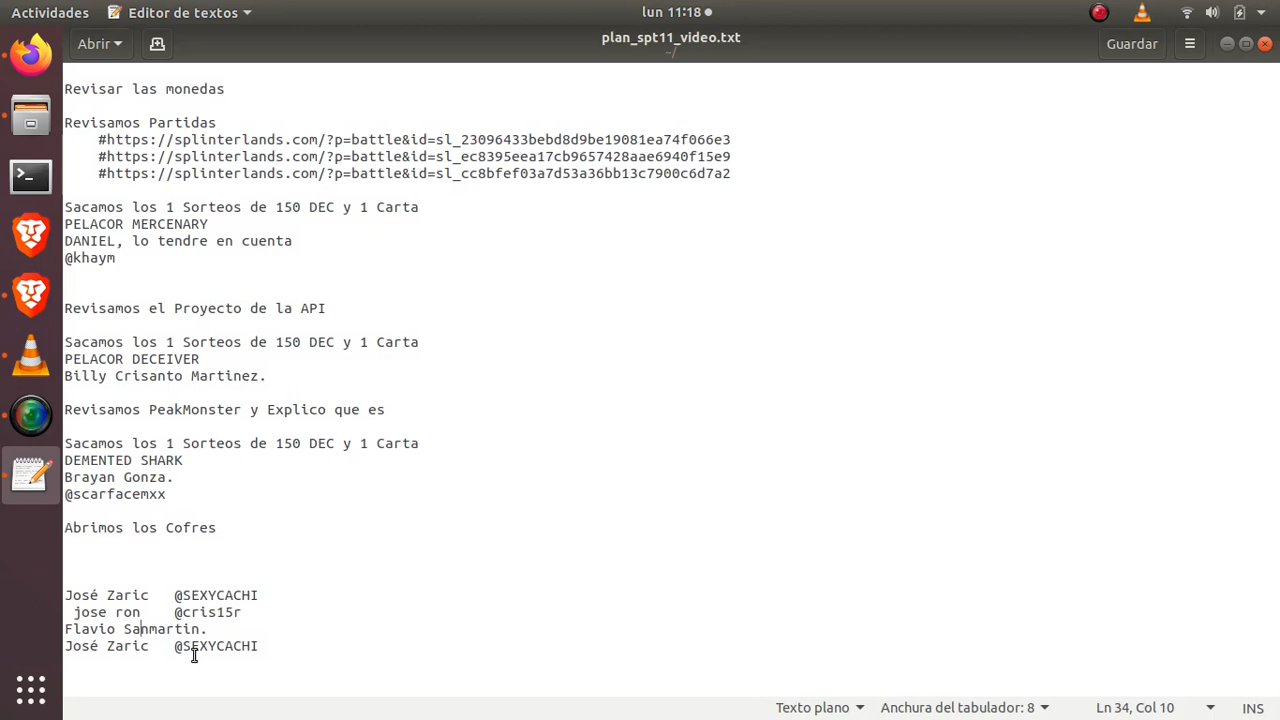 Actividades
Editor de textos
lun 11:18
Abrir
plan_spt11_video.txt
~/
Guardar
Revisar las monedas
Revisamos Partidas
#https://splinterlands.com/?p=battle&id=sl_23096433bebd8d9be19081ea74f066e3
#https://splinterlands.com/?p=battle&id=sl_ec8395eea17cb9657428aae6940f15e9
#https://splinterlands.com/?p=battle&id=sl_cc8bfef03a7d53a36bb13c7900c6d7a2
Sacamos los 1 Sorteos de 150 DEC y 1 Carta
PELACOR MERCENARY
DANIEL, lo tendre en cuenta
@khaym
Revisamos el Proyecto de la API
Sacamos los 1 Sorteos de 150 DEC y 1 Carta
PELACOR DECEIVER
Billy Crisanto Martinez.
Revisamos PeakMonster y Explico que es
Sacamos los 1 Sorteos de 150 DEC y 1 Carta
DEMENTED SHARK
Brayan Gonza.
@scarfacemxx
Abrimos los Cofres
José Zaric @SEXYCACHI
jose ron @cris15r
Flavio Sanmartin.
José Zaric @SEXYCACHI
Texto plano
Anchura del tabulador: 8
Ln 34, Col 10
INS